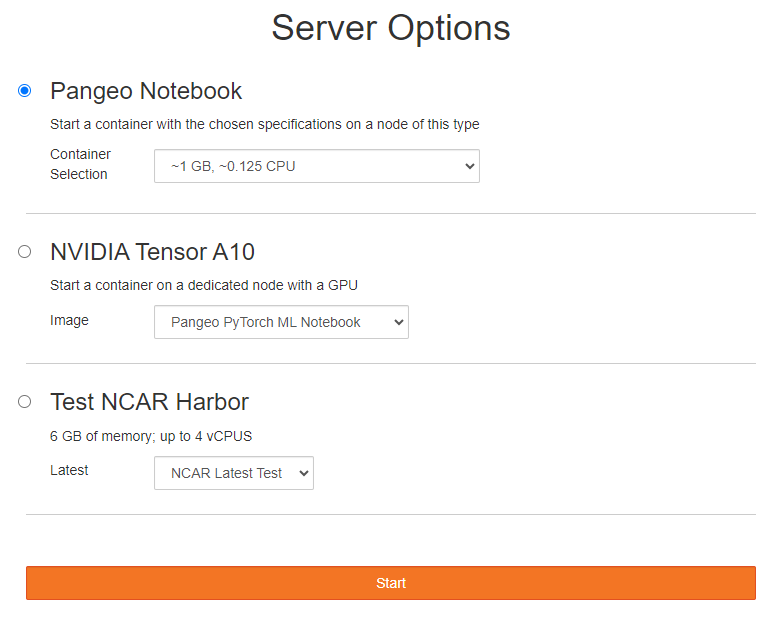 Server Options
Pangeo Notebook
Start a container with the chosen specifications on a node of this type
Container
Selection
~1 GB, ~0.125 CPU
NVIDIA Tensor A10
Start a container on a dedicated node with a GPU
Image
Pangeo PyTorch ML Notebook
Test NCAR Harbor
6 GB of memory; up to 4 vCPUS
Latest
NCAR Latest Test
Start